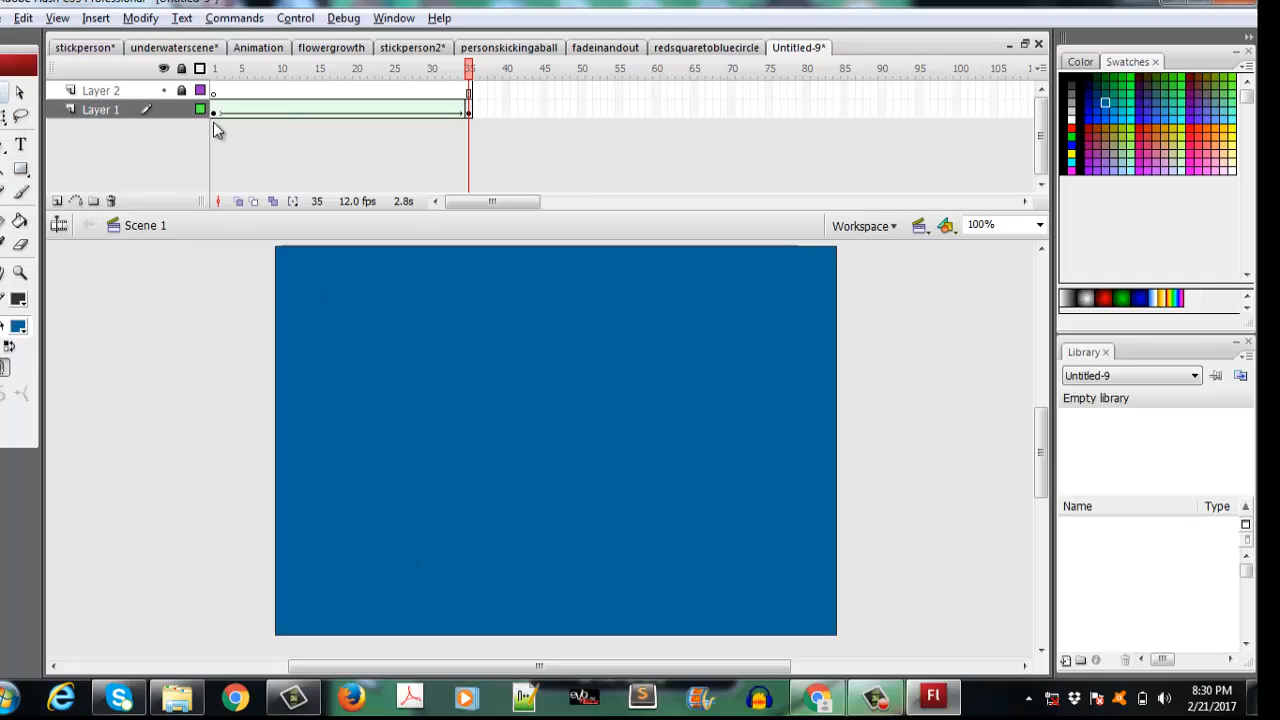 Edit View Insert Modify Text Commands Control Debug Window Help
stickperson* underwaterscene* Animation flowergrowth stickperson2* personskickingaball fadeinandout redsquaretobluecircle Untitled-9*
1 5 10 15 20 25 30 35 40 45 50 55 60 65 70 75 80 85 90 95 100 105
Layer 2
Layer 1
35 12.0 fps 2.8s
Scene 1
Workspace
100%
Color Swatches
Library
Untitled-9
Empty library
Name Type
Fl
8:30 PM
2/21/2017